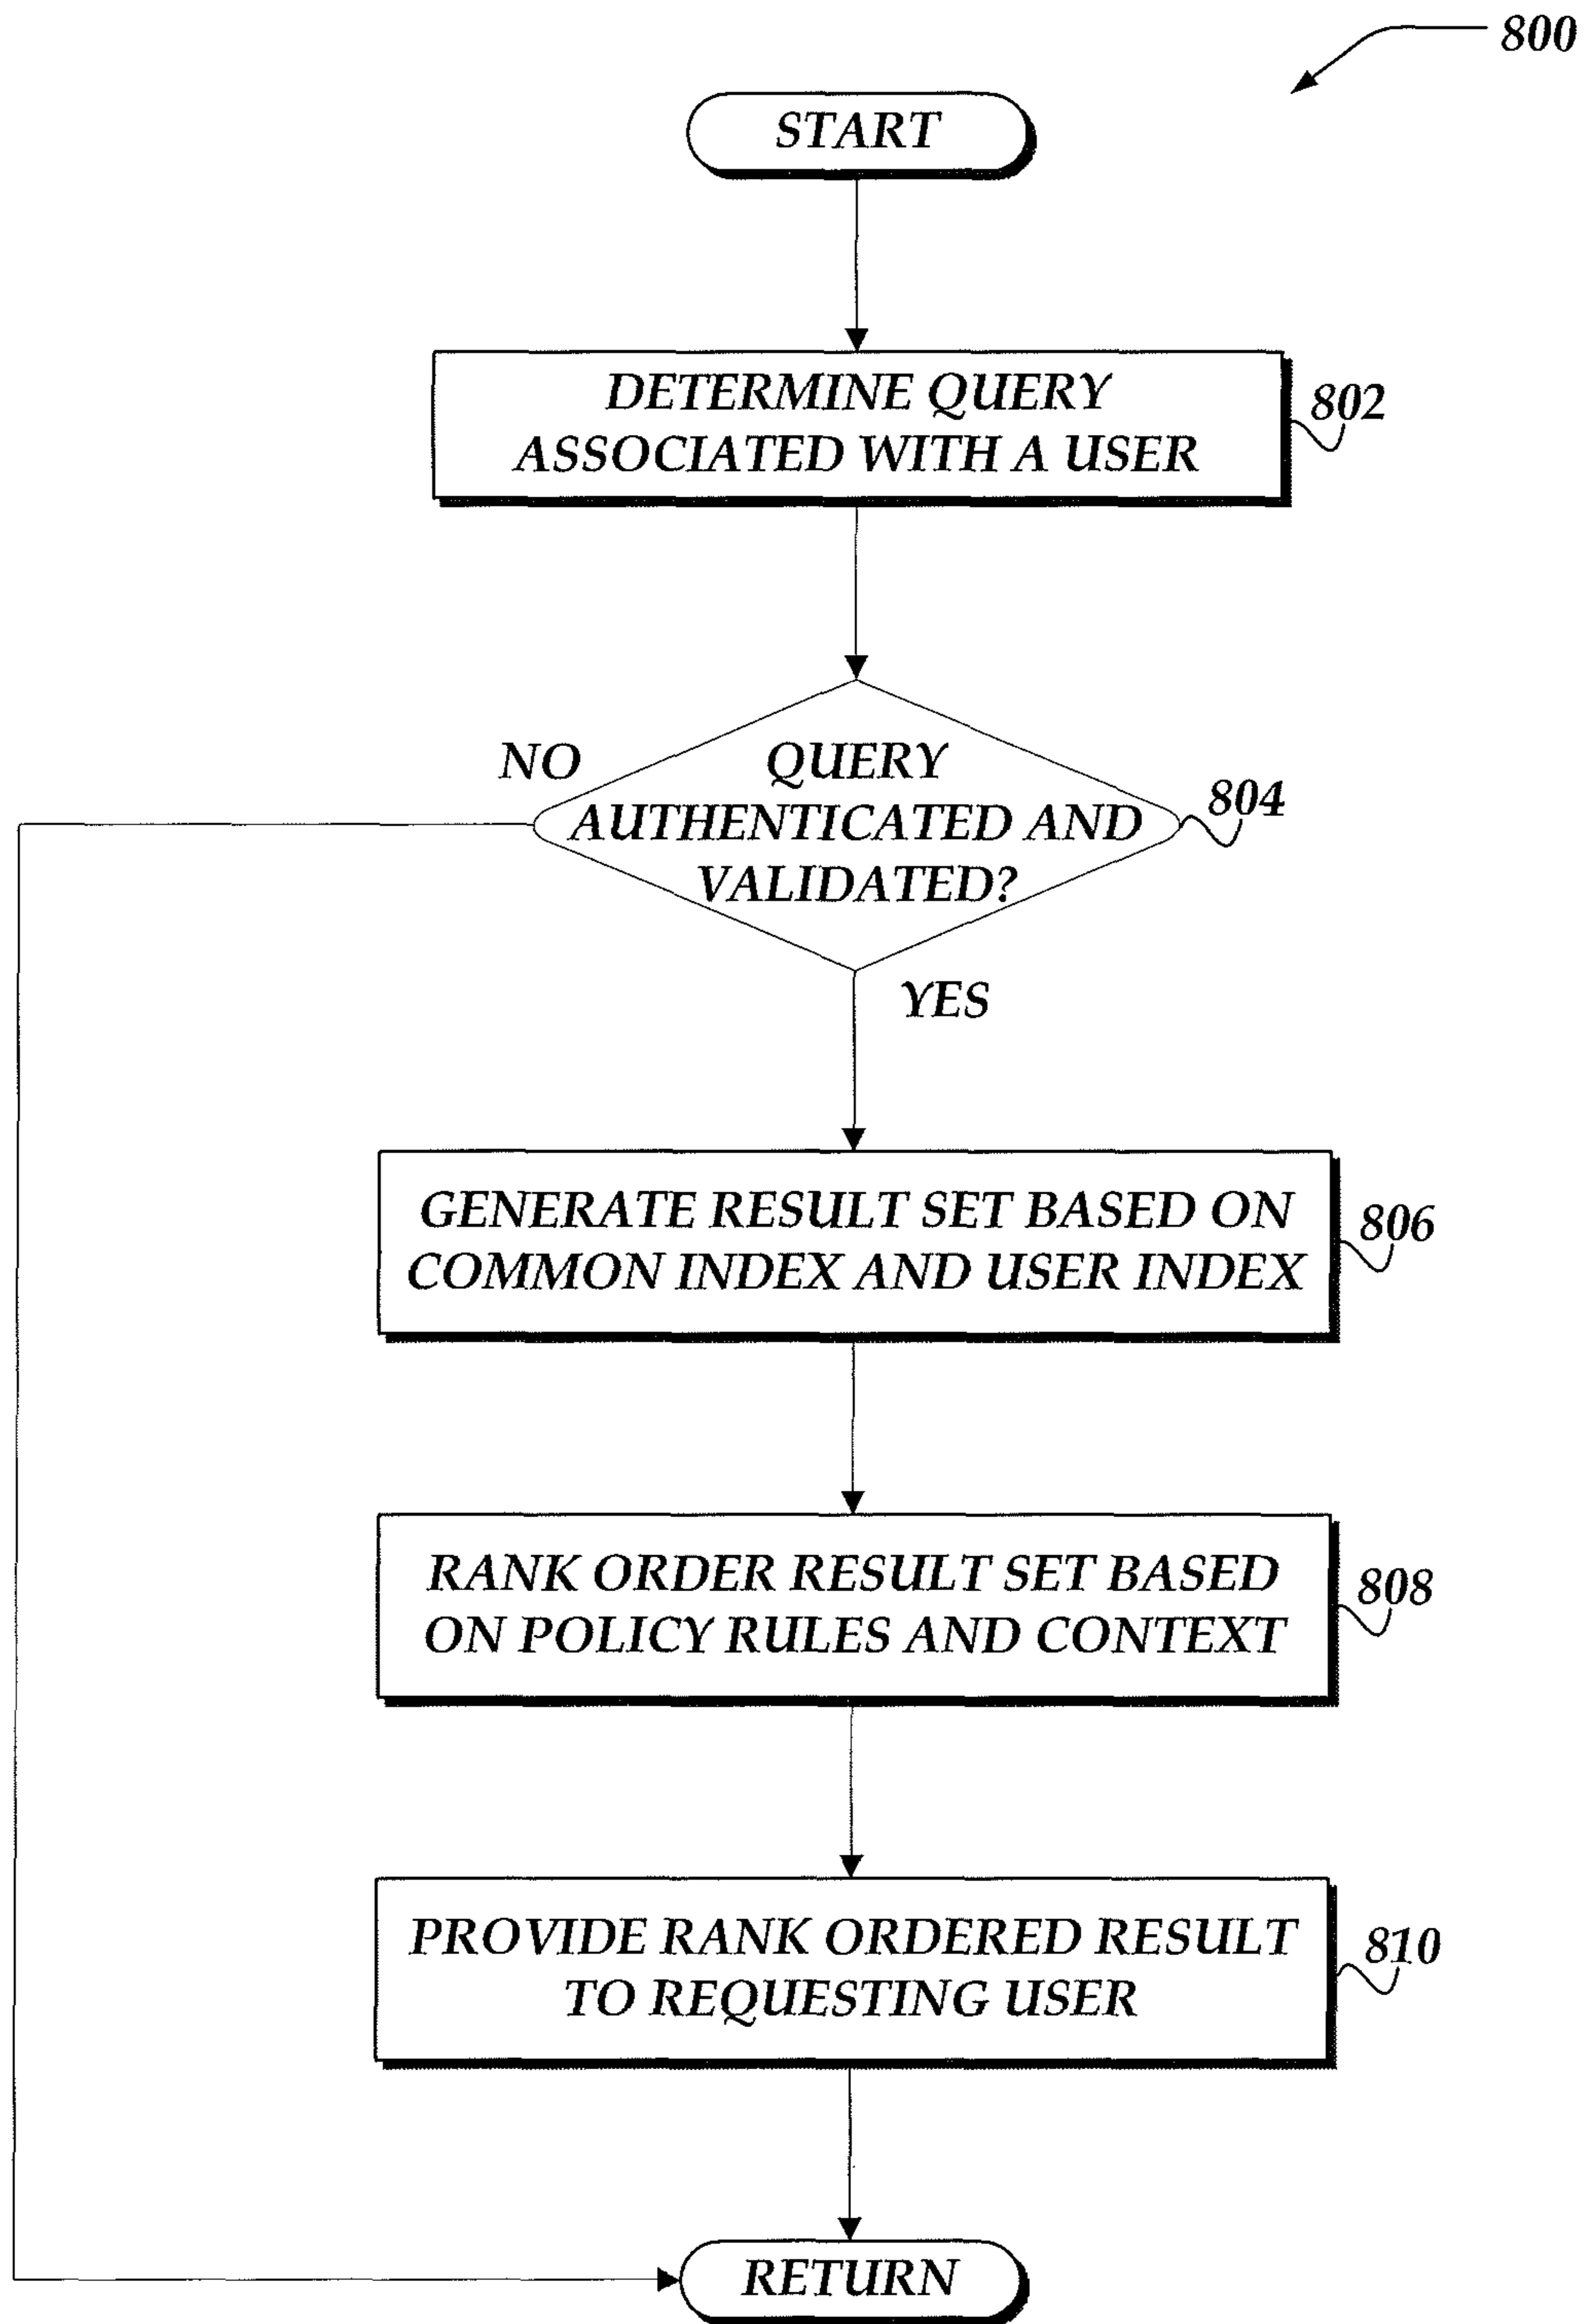 800
START
DETERMINE QUERY
ASSOCIATED WITH A USER
802
NO
QUERY
AUTHENTICATED AND
VALIDATED?
804
YES
GENERATE RESULT SET BASED ON
COMMON INDEX AND USER INDEX
806
RANK ORDER RESULT SET BASED
ON POLICY RULES AND CONTEXT
808
PROVIDE RANK ORDERED RESULT
TO REQUESTING USER
810
RETURN